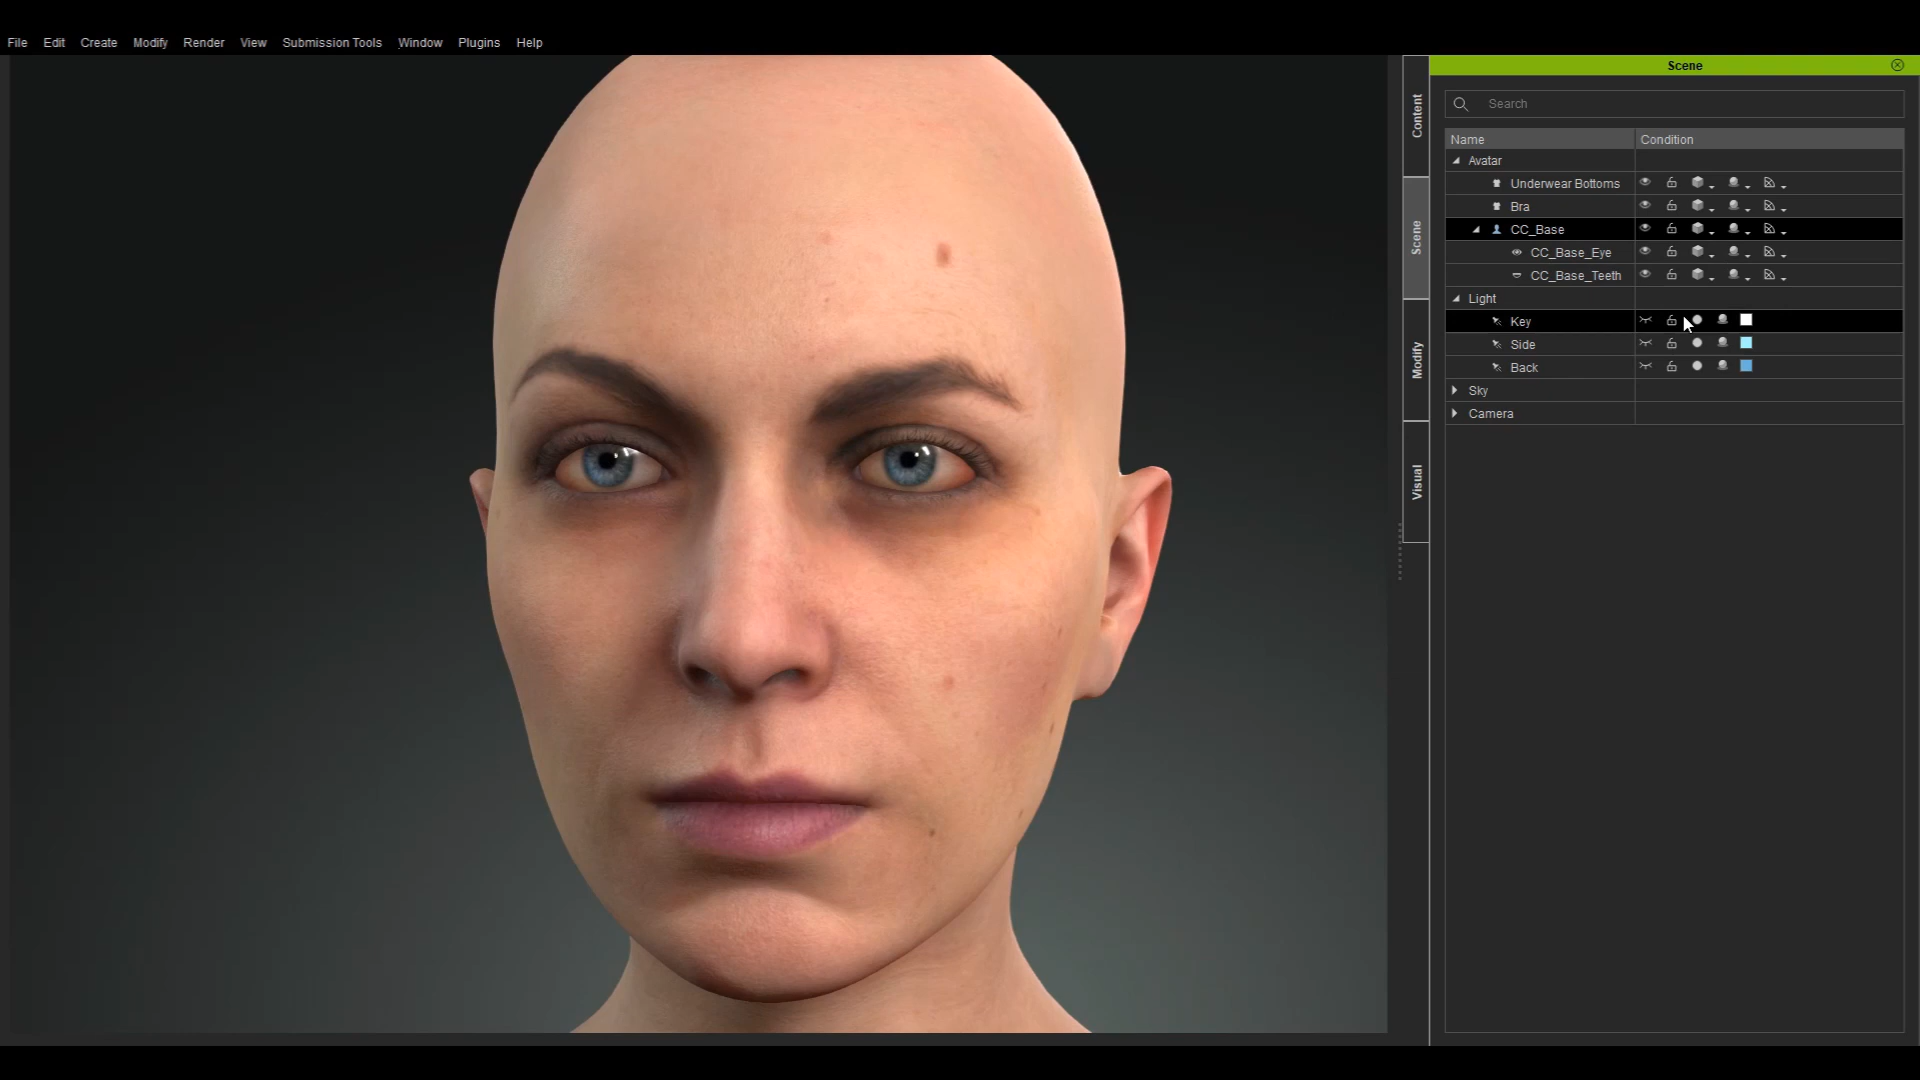 File Edit Create Modify Render View Submission Tools Window Plugins Help
Content
Scene
Modify
Visual
Scene
Search
Name Condition
Avatar
Underwear Bottoms
Bra
CC_Base
CC_Base_Eye
CC_Base_Teeth
Light
Key
Side
Back
Sky
Camera